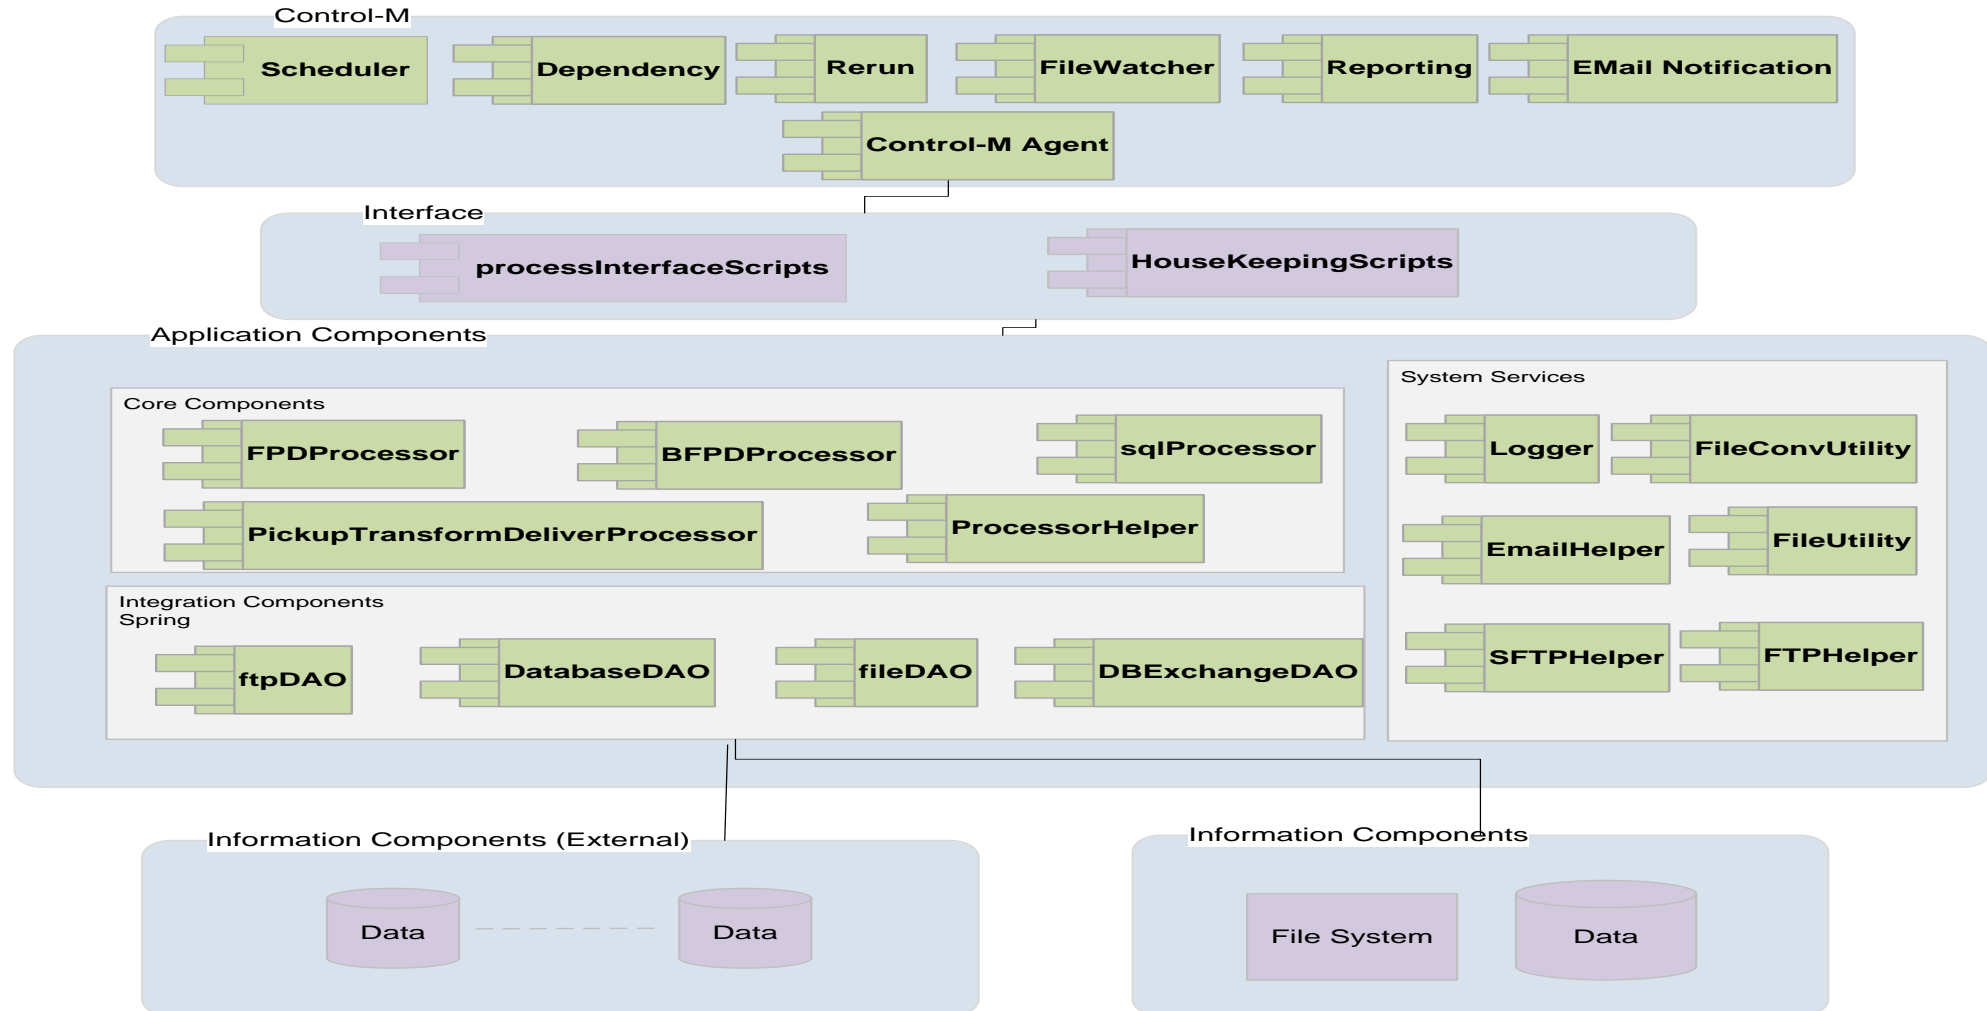 Control-M
Scheduler
Dependency
Rerun
FileWatcher
Reporting
EMail Notification
Control-M Agent
Interface
processInterfaceScripts
HouseKeepingScripts
Application Components
Core Components
FPDProcessor
BFPDProcessor
sqlProcessor
PickupTransformDeliverProcessor
ProcessorHelper
System Services
Logger
FileConvUtility
EmailHelper
FileUtility
SFTPHelper
FTPHelper
Integration Components
Spring
ftpDAO
DatabaseDAO
fileDAO
DBExchangeDAO
Information Components (External)
Data
Data
Information Components
File System
Data